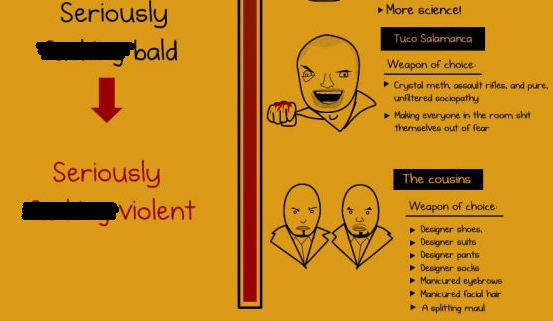 Seriously
bald
Seriously
violent
More science!
Tuco Salamanca
Weapon of choice:
Crystal meth, assault rifles, and pure,
unfiltered sociopathy
Making everyone in the room shit
themselves out of fear
The cousins
Weapon of choice:
Designer shoes,
Designer suits
Designer pants
Designer socks
Manicured eyebrows
Manicured facial hair
A splitting maul